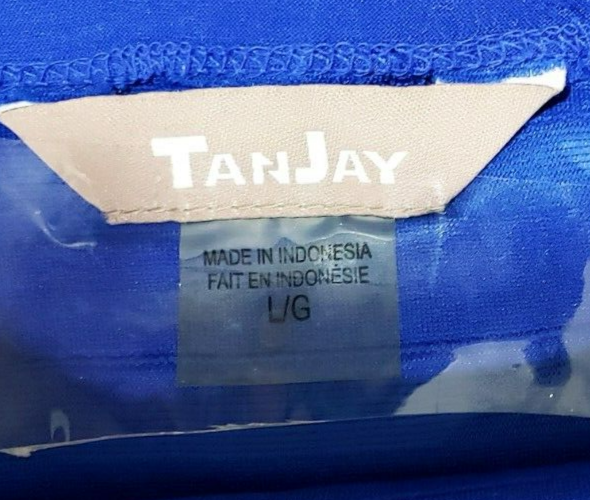 TANJAY
MADE IN INDONESIA
FAIT EN INDONÉSIE
L/G